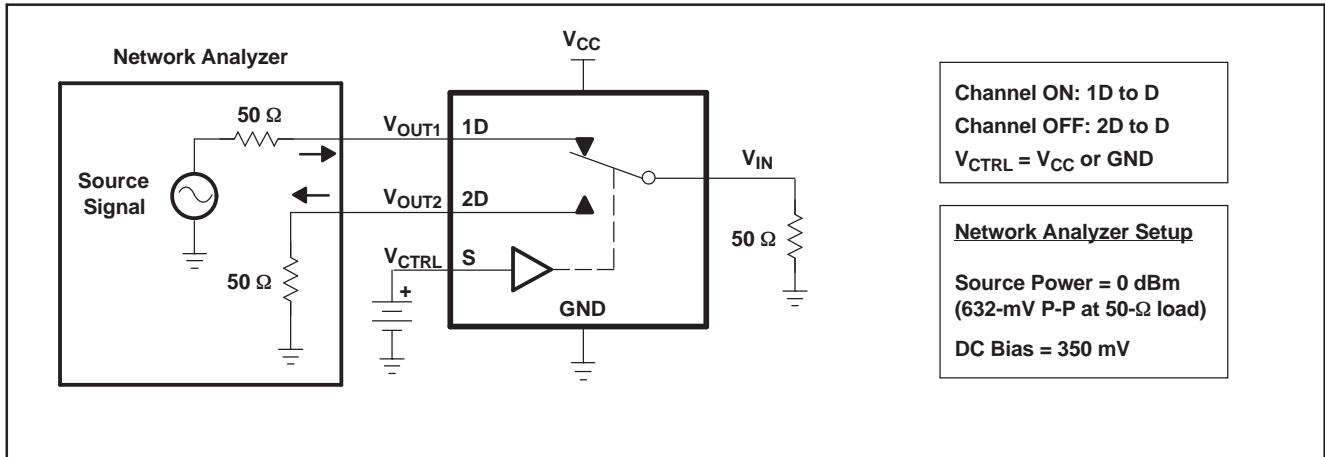 Network Analyzer
VCC
50 Ω
VOUT1
1D
Source
Signal
VOUT2
2D
VIN
50 Ω
VCTRL
S
50 Ω
+
GND
Channel ON: 1D to D
Channel OFF: 2D to D
VCTRL = VCC or GND
Network Analyzer Setup
Source Power = 0 dBm
(632-mV P-P at 50-Ω load)
DC Bias = 350 mV